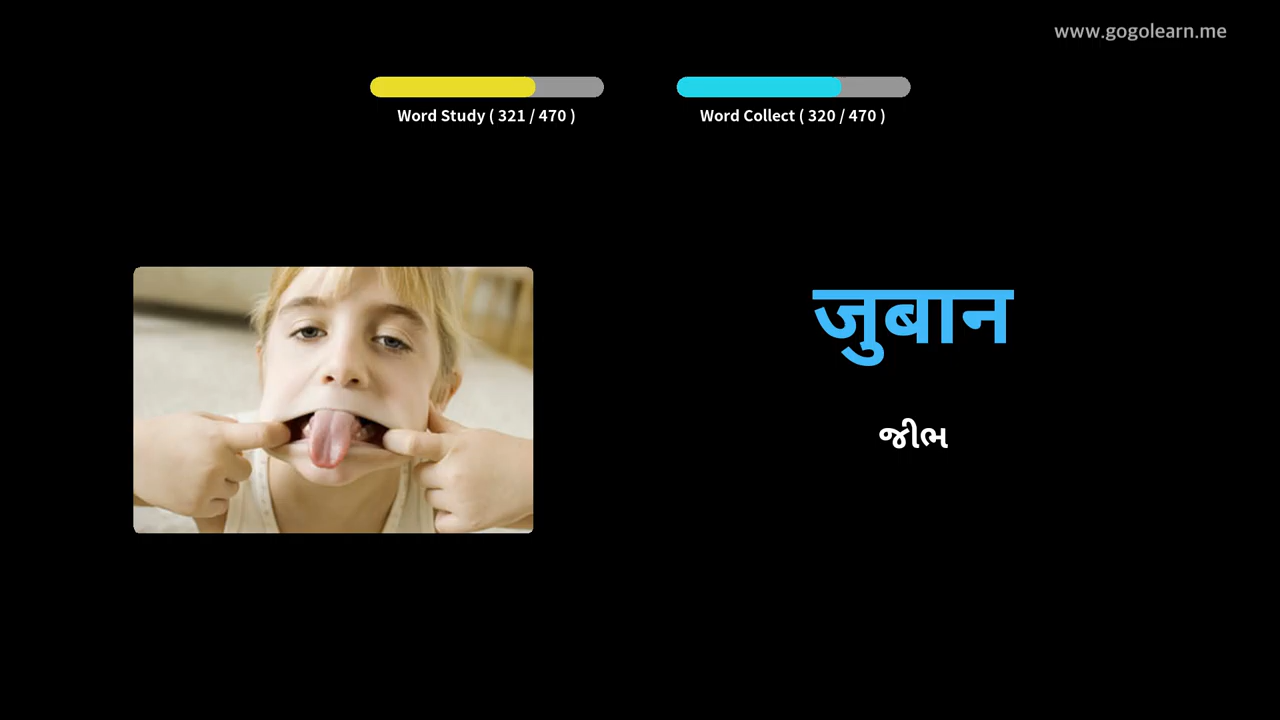 www.gogolearn.me
Word Study ( 321 / 470 )
Word Collect ( 320 / 470 )
जुबान
જીભ